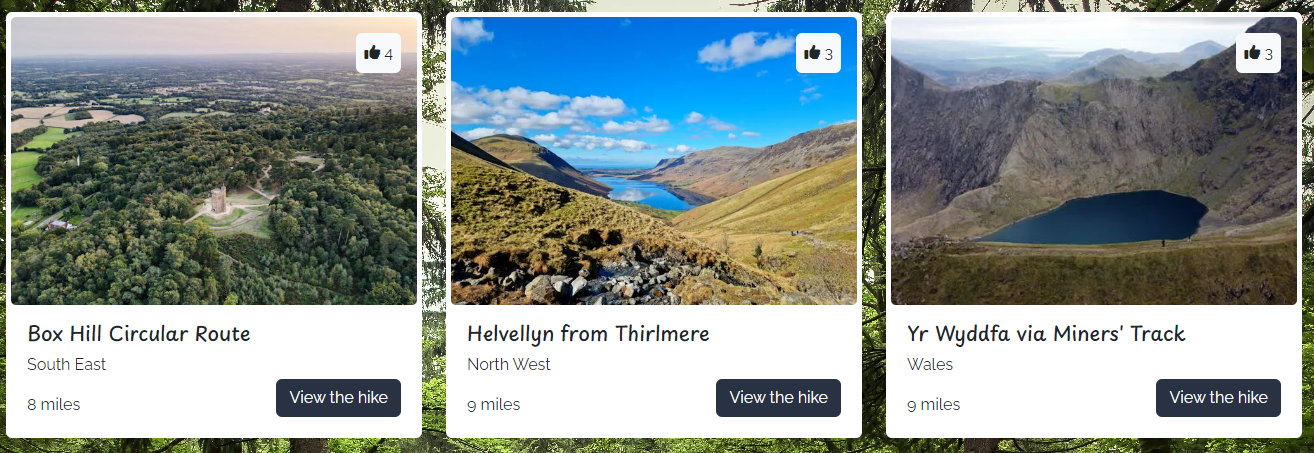 4
Box Hill Circular Route
South East
8 miles
View the hike
3
Helvellyn from Thirlmere
North West
9 miles
View the hike
3
Yr Wyddfa via Miners' Track
Wales
9 miles
View the hike